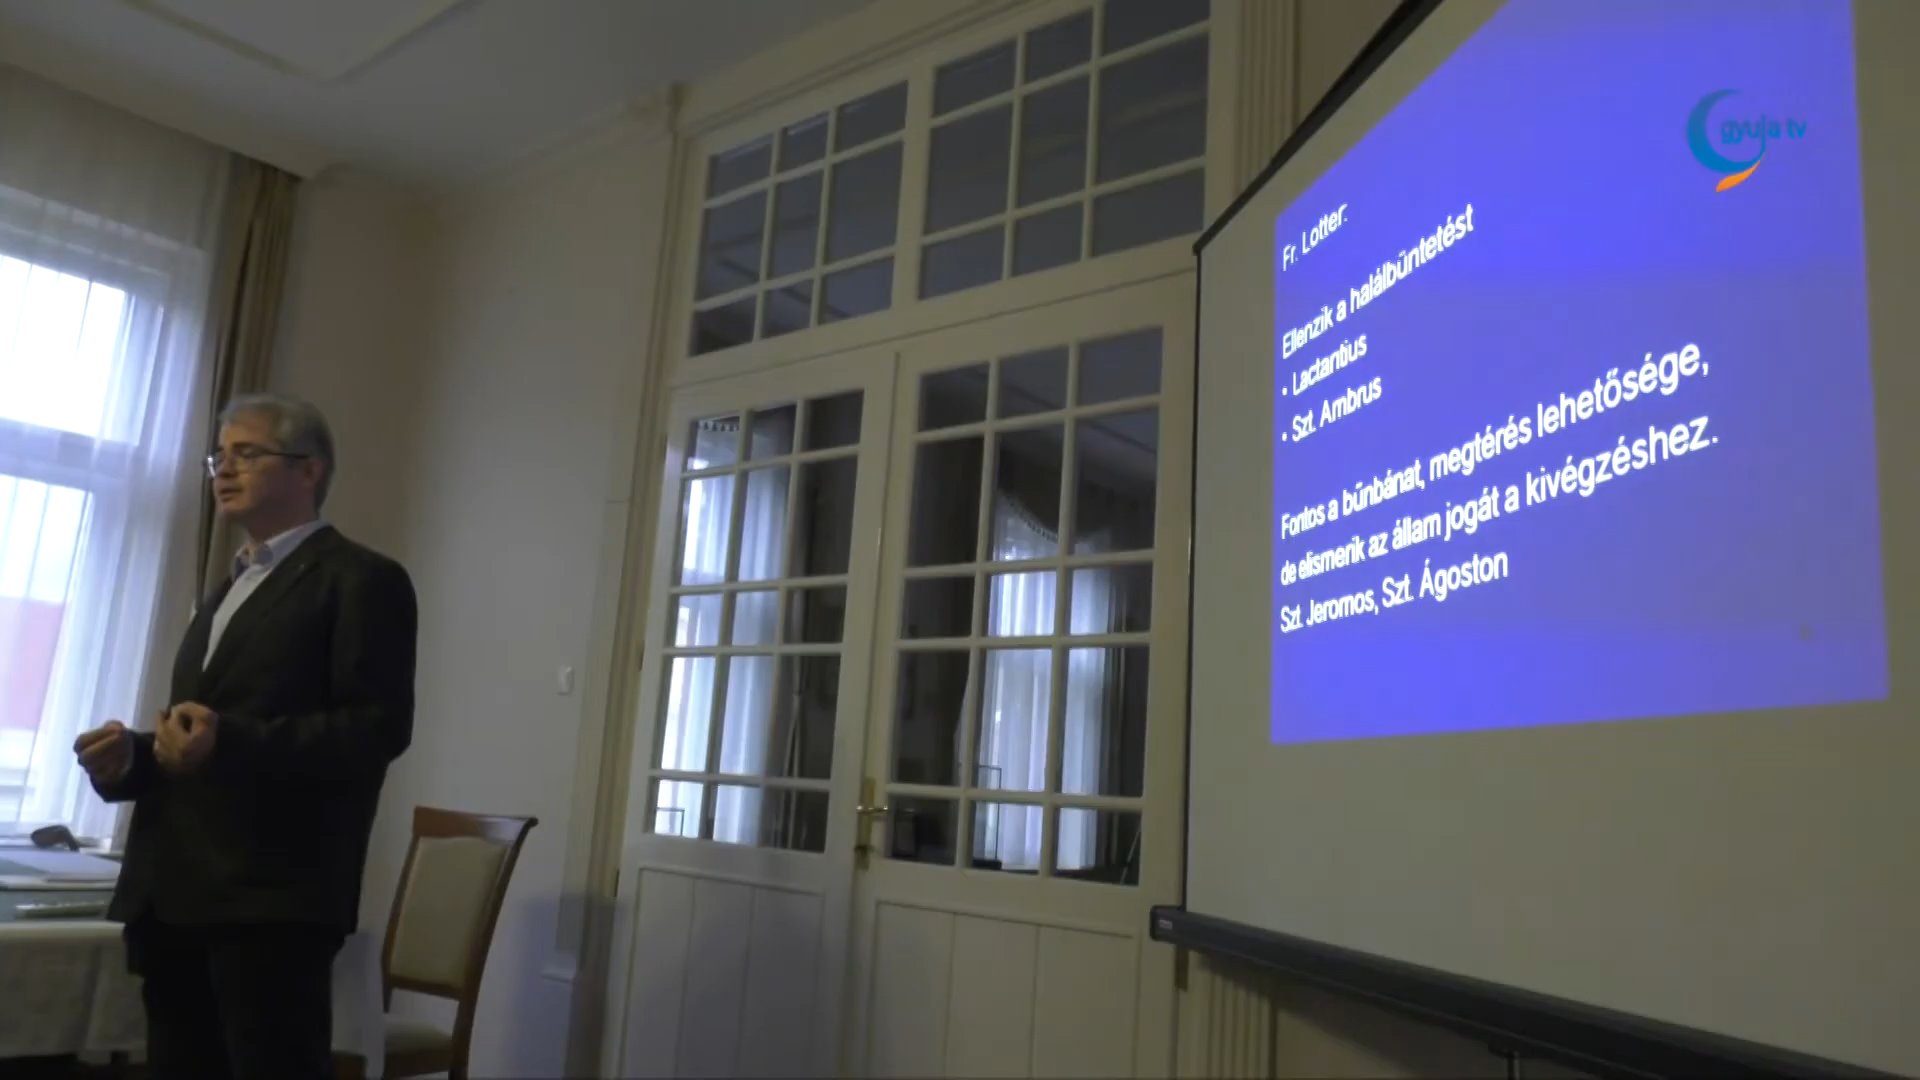 gyuja tv
Fr. Lotter:
Ellenzik a halálbüntetést
• Lactantius
• Szt. Ambrus
Fontos a bűnbánat, megtérés lehetősége,
de elismerik az állam jogát a kivégzéshez.
Szt. Jeromos, Szt. Ágoston